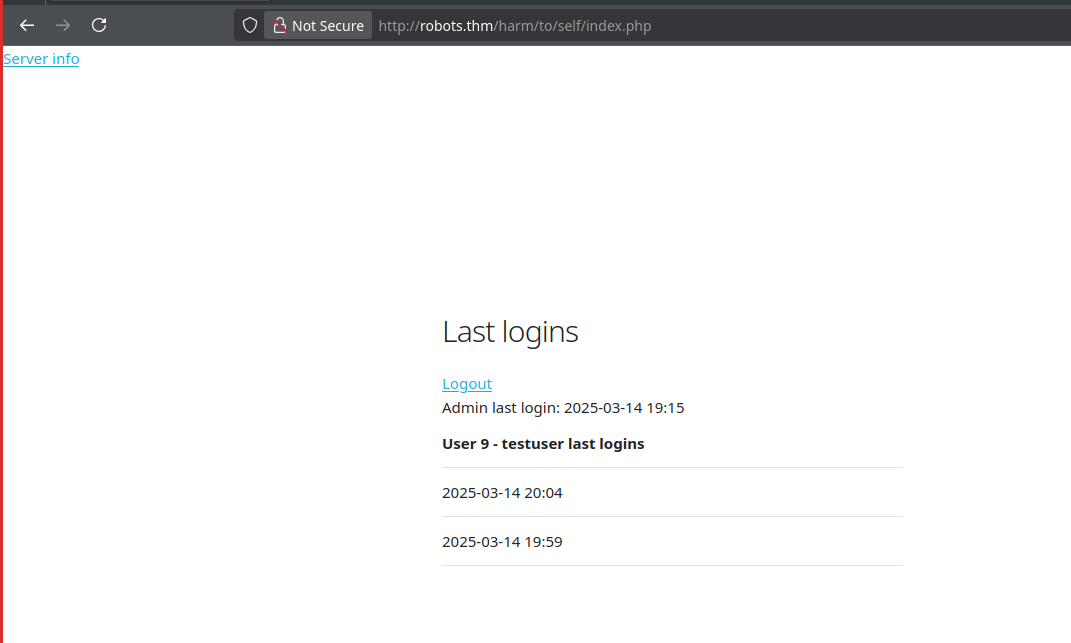 Not Secure http://robots.thm/harm/to/self/index.php
Server info
Last logins
Logout
Admin last login: 2025-03-14 19:15
User 9 - testuser last logins
2025-03-14 20:04
2025-03-14 19:59